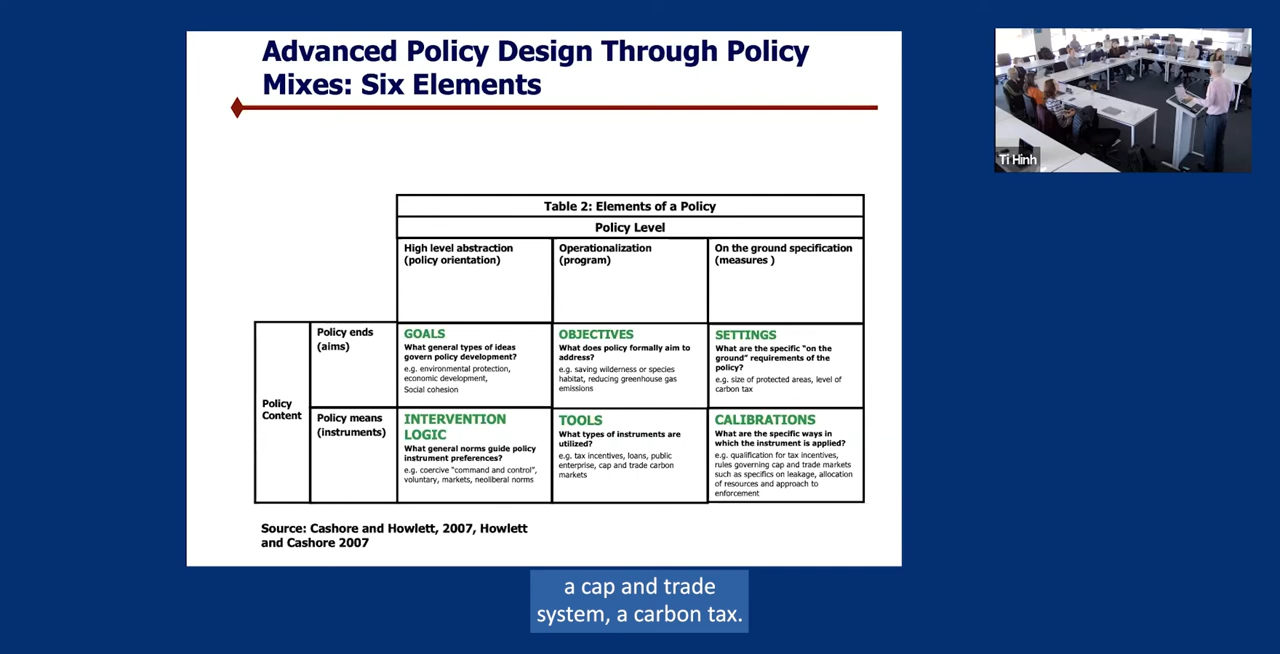 Advanced Policy Design Through Policy
Mixes: Six Elements
Ti Hinh
Table 2: Elements of a Policy
Policy Level
High level abstraction
(policy orientation)
Operationalization
(program)
On the ground specification
(measures )
Policy
Content
Policy ends
(aims)
GOALS
What general types of ideas
govern policy development?
e.g. environmental protection,
economic development,
Social cohesion
OBJECTIVES
What does policy formally aim to
address?
e.g. saving wilderness or species
habitat, reducing greenhouse gas
emissions
SETTINGS
What are the specific "on the
ground" requirements of the
policy?
e.g. size of protected areas, level of
carbon tax
Policy means
(instruments)
INTERVENTION
LOGIC
What general norms guide policy
instrument preferences?
e.g. coercive "command and control",
voluntary, markets, neoliberal norms
TOOLS
What types of instruments are
utilized?
e.g. tax incentives, loans, public
enterprise, cap and trade carbon
markets
CALIBRATIONS
What are the specific ways in
which the instrument is applied?
e.g. qualification for tax incentives,
rules governing cap and trade markets
such as specifics on leakage, allocation
of resources and approach to
enforcement
Source: Cashore and Howlett, 2007, Howlett
and Cashore 2007
a cap and trade
system, a carbon tax.